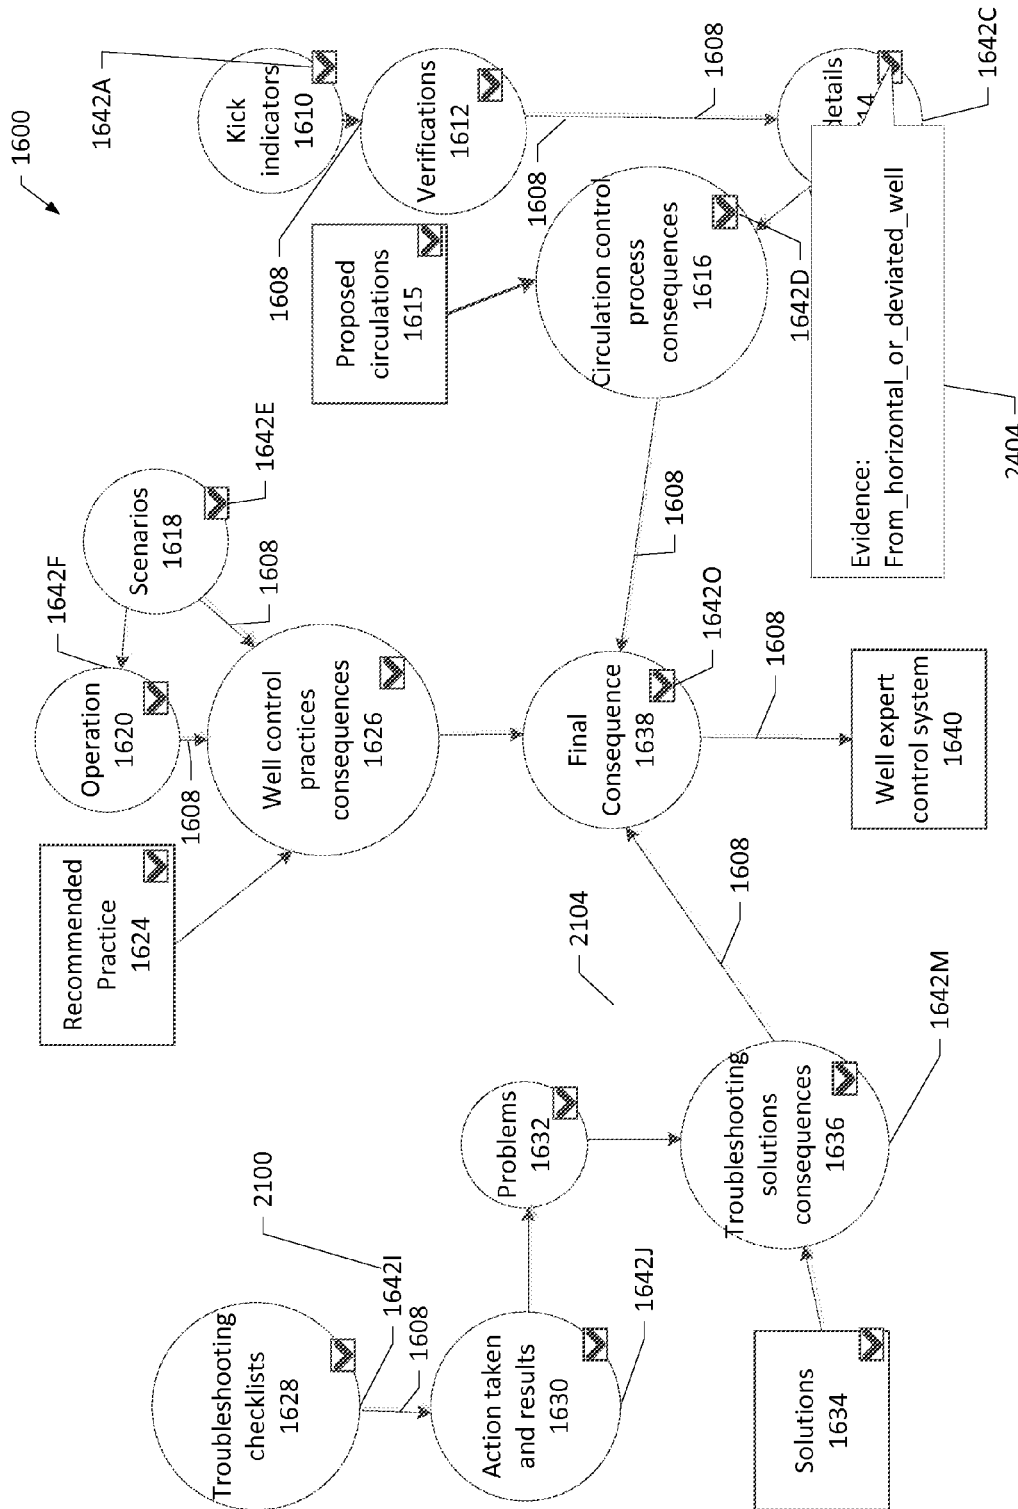 1600
2100
Troubleshooting
checklists
1628
1642I
1608
Action taken
and results
1630
1642J
Problems
1632
Solutions
1634
Troubleshooting
solutions
consequences
1636
1642M
2104
1608
Recommended
Practice
1624
Operation
1620
1642F
1608
Scenarios
1618
1642E
1608
Well control
practices
consequences
1626
Final
Consequence
1638
1642O
1608
1608
Well expert
control system
1640
Proposed
circulations
1615
Kick
indicators
1610
1642A
1608
Verifications
1612
1608
1608
Circulation control
process
consequences
1616
1642D
details
1642C
Evidence:
From_horizontal_or_deviated_well
2404